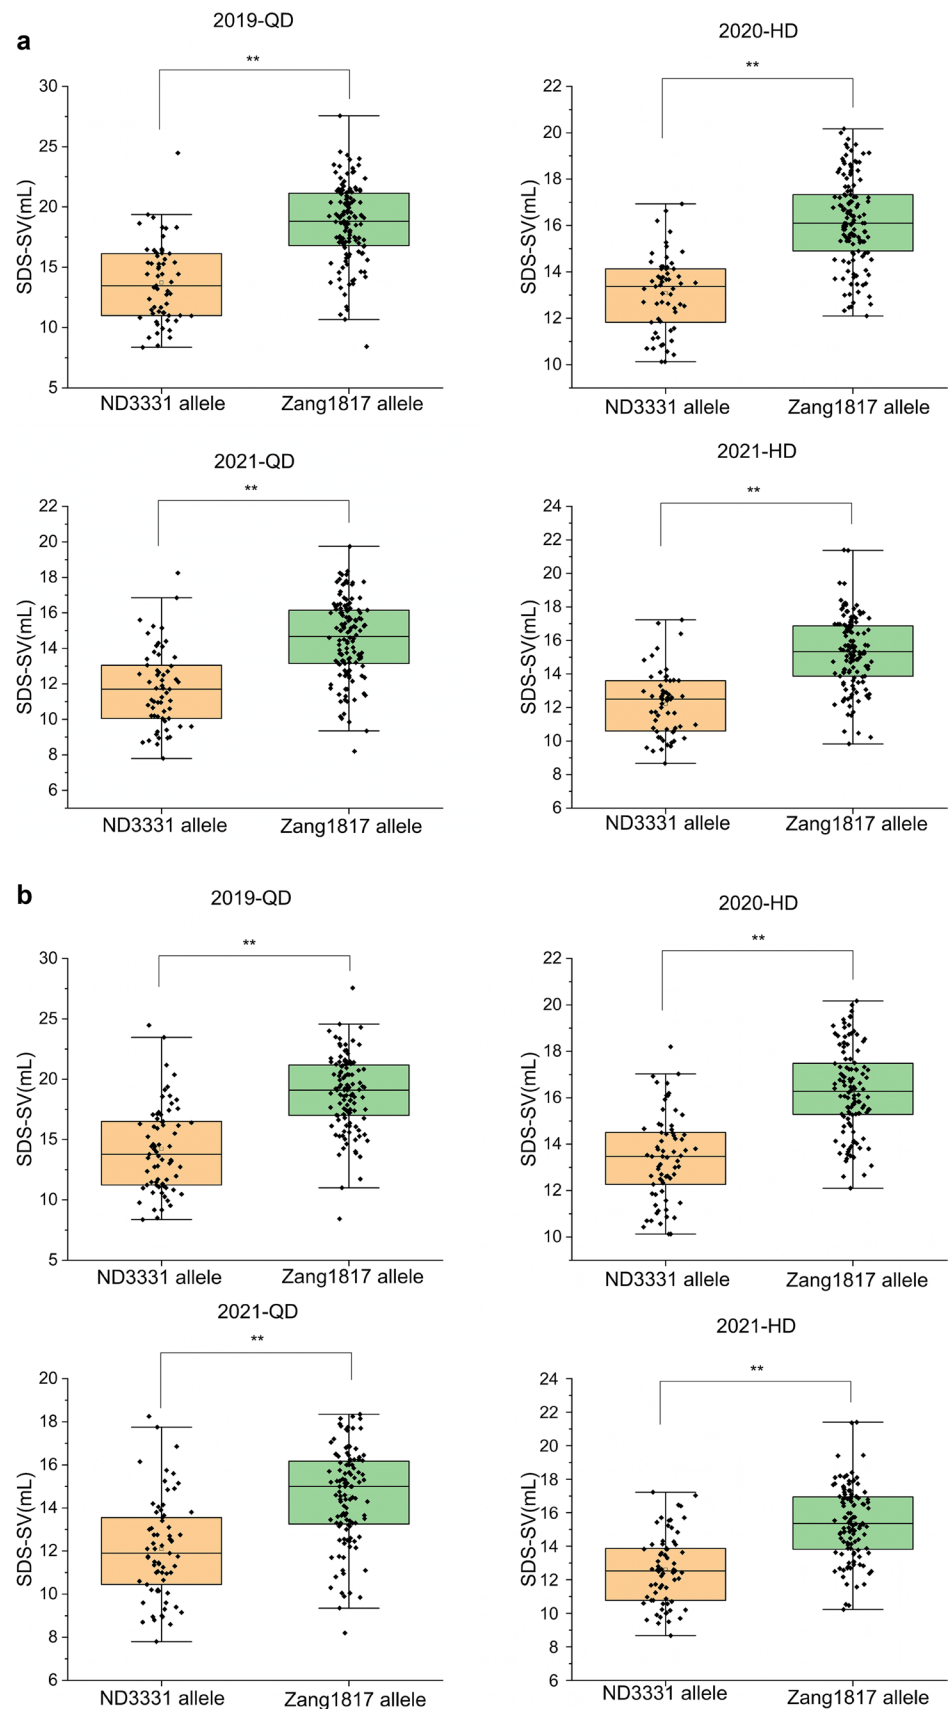 a
2019-QD
**
SDS-SV(mL)
30
25
20
15
10
5
ND3331 allele
Zang1817 allele
2020-HD
**
SDS-SV(mL)
22
20
18
16
14
12
10
ND3331 allele
Zang1817 allele
2021-QD
**
SDS-SV(mL)
22
20
18
16
14
12
10
8
6
ND3331 allele
Zang1817 allele
2021-HD
**
SDS-SV(mL)
24
22
20
18
16
14
12
10
8
6
ND3331 allele
Zang1817 allele
b
2019-QD
**
SDS-SV(mL)
30
25
20
15
10
5
ND3331 allele
Zang1817 allele
2020-HD
**
SDS-SV(mL)
22
20
18
16
14
12
10
ND3331 allele
Zang1817 allele
2021-QD
**
SDS-SV(mL)
20
18
16
14
12
10
8
6
ND3331 allele
Zang1817 allele
2021-HD
**
SDS-SV(mL)
24
22
20
18
16
14
12
10
8
6
ND3331 allele
Zang1817 allele